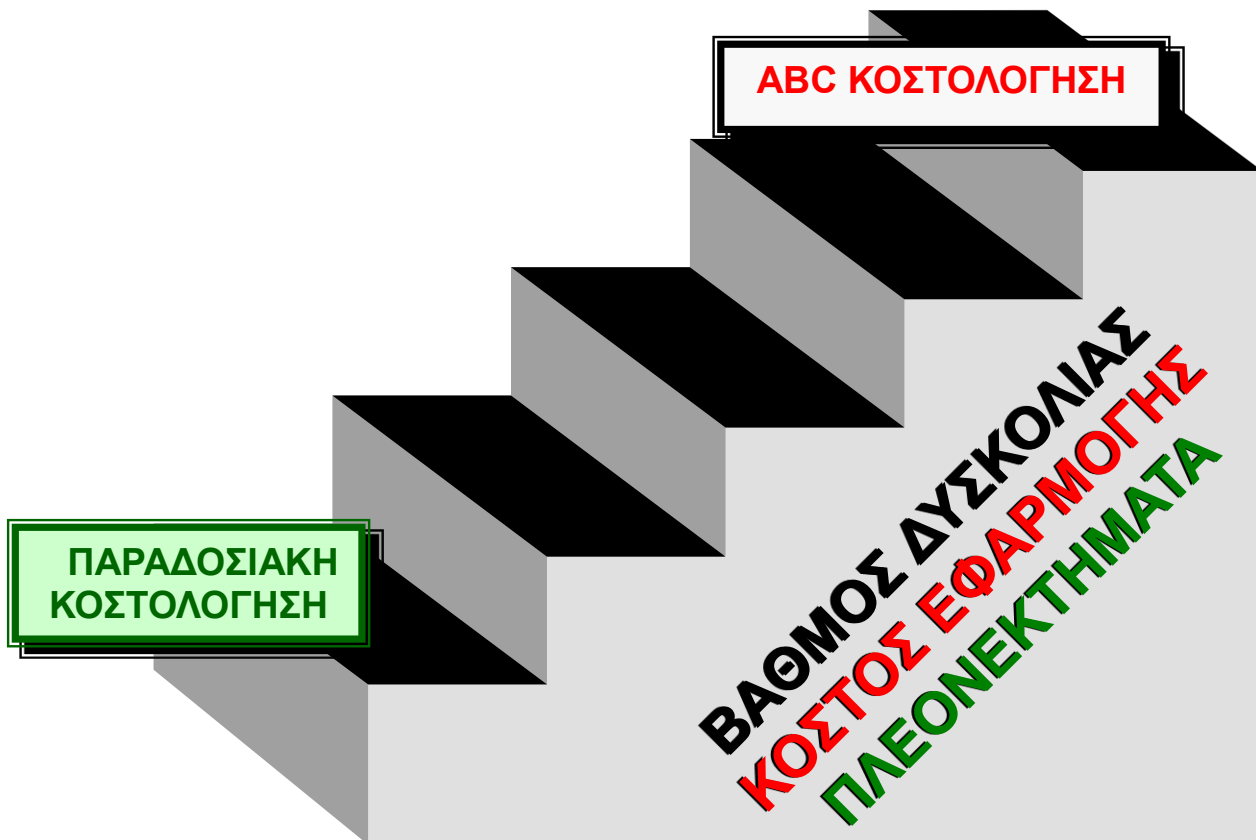 ABC ΚΟΣΤΟΛΟΓΗΣΗ
ΠΑΡΑΔΟΣΙΑΚΗ
ΚΟΣΤΟΛΟΓΗΣΗ
ΒΑΘΜΟΣ ΔΥΣΚΟΛΙΑΣ
ΚΟΣΤΟΣ ΕΦΑΡΜΟΓΗΣ
ΠΛΕΟΝΕΚΤΗΜΑΤΑ